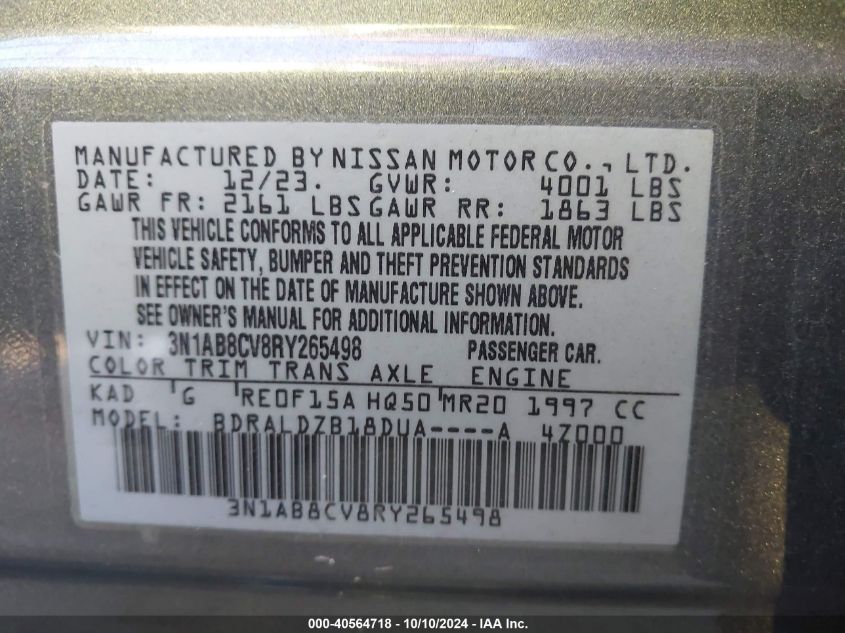 MANUFACTURED BY NISSAN MOTOR CO., LTD.
DATE: 12/23. GVWR: 4001 LBS
GAWR FR: 2161 LBS GAWR RR: 1863 LBS
THIS VEHICLE CONFORMS TO ALL APPLICABLE FEDERAL MOTOR
VEHICLE SAFETY, BUMPER AND THEFT PREVENTION STANDARDS
IN EFFECT ON THE DATE OF MANUFACTURE SHOWN ABOVE.
SEE OWNER'S MANUAL FOR ADDITIONAL INFORMATION.
VIN: 3N1AB8CV8RY265498 PASSENGER CAR.
COLOR TRIM TRANS AXLE ENGINE
KAD G RE0F15A HQ50 MR20 1997 CC
MODEL: BDRALDZB18DUA----A 4Z000
3N1AB8CV8RY265498
000-40564718 - 10/10/2024 - IAA Inc.